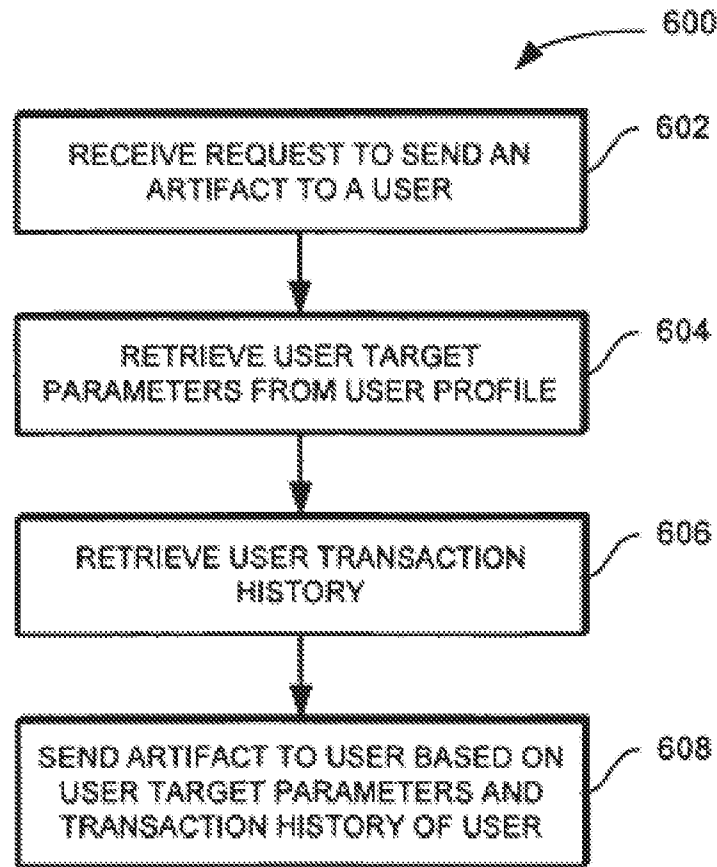 600
RECEIVE REQUEST TO SEND AN
ARTIFACT TO A USER
602
RETRIEVE USER TARGET
PARAMETERS FROM USER PROFILE
604
RETRIEVE USER TRANSACTION
HISTORY
606
SEND ARTIFACT TO USER BASED ON
USER TARGET PARAMETERS AND
TRANSACTION HISTORY OF USER
608